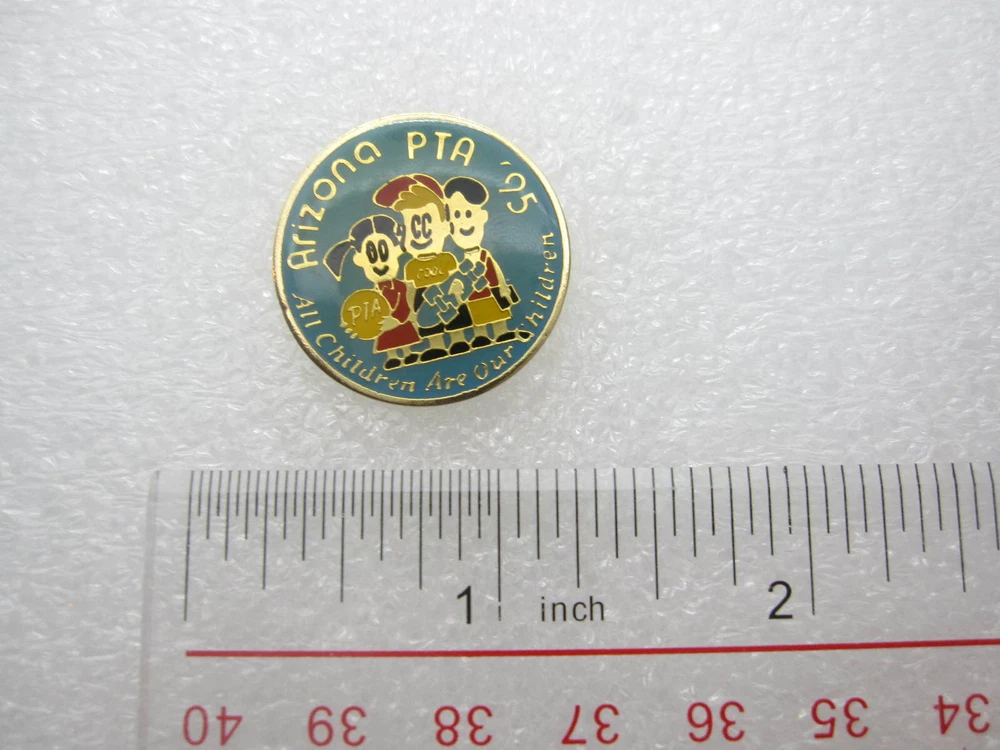 Arizona PTA '95
COOL
PTA
All Children Are Our Children
1 inch 2
40 39 38 37 36 35 34